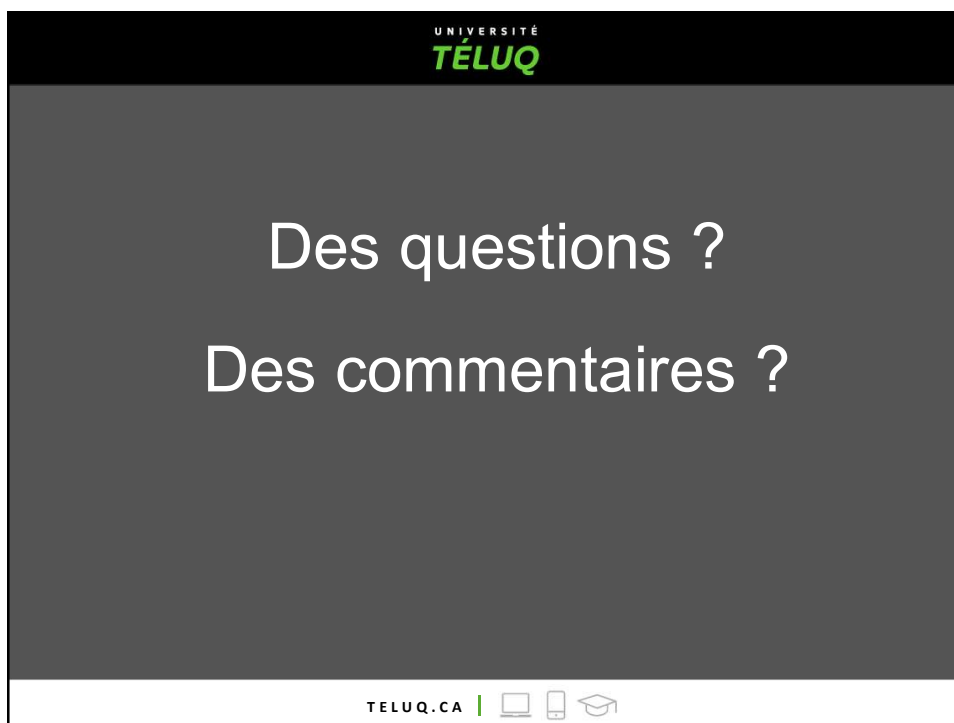 UNIVERSITÉ
TÉLUQ
Des questions ?
Des commentaires ?
TELUQ.CA